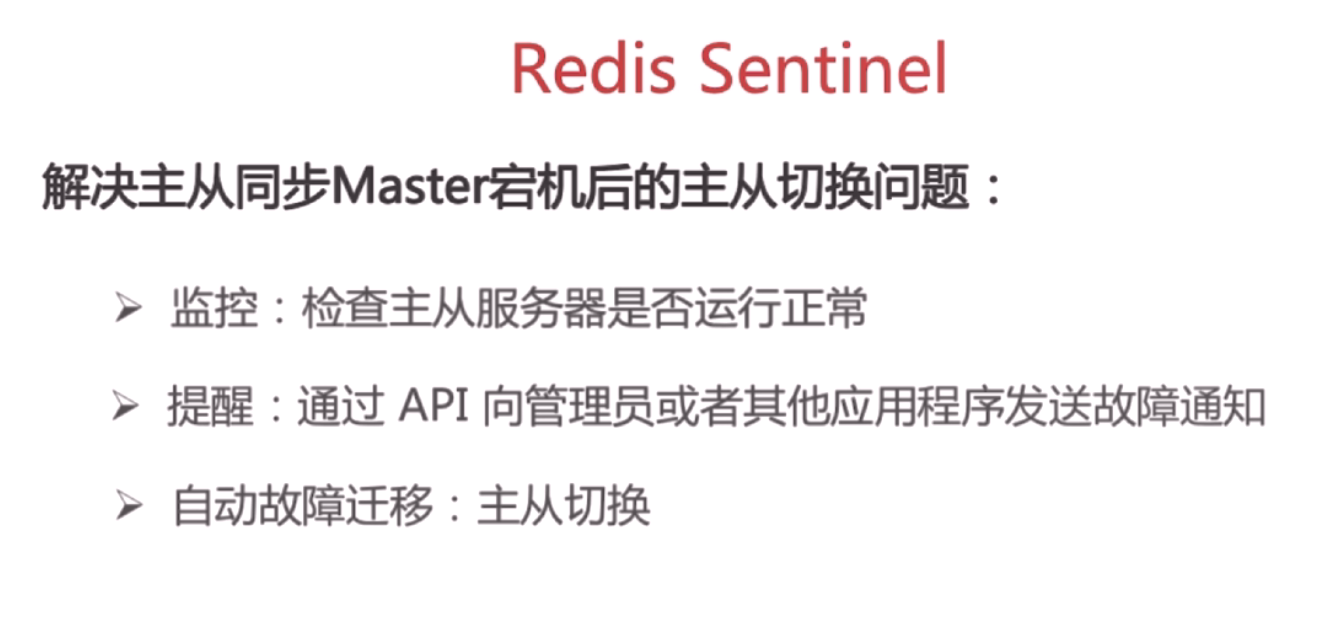 Redis Sentinel
解决主从同步Master宕机后的主从切换问题：
➢ 监控：检查主从服务器是否运行正常
➢ 提醒：通过 API 向管理员或者其他应用程序发送故障通知
➢ 自动故障迁移：主从切换